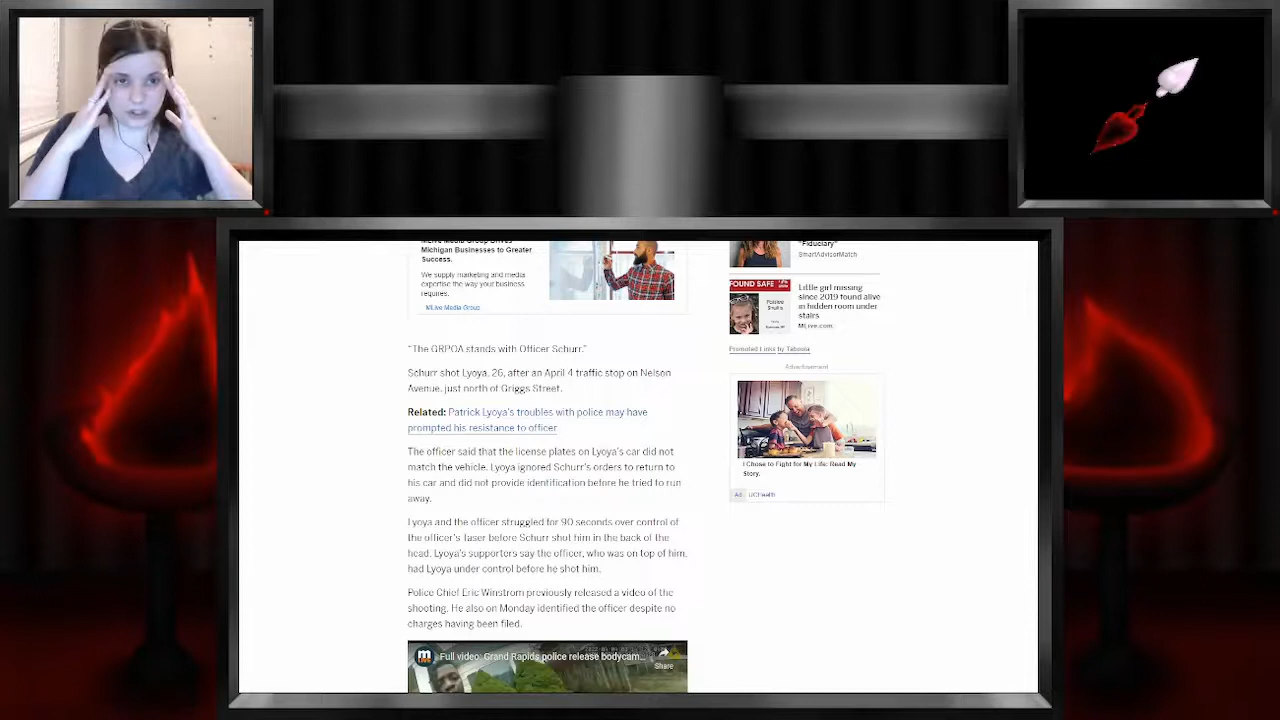 MLive Media Group Drives
Michigan Businesses to Greater
Success.
We supply marketing and media
expertise the way your business
requires.
MLive Media Group
"Fiduciary"
SmartAdvisorMatch
FOUND SAFE
Paislee
Shultis
Little girl missing
since 2019 found alive
in hidden room under
stairs
MLive.com
Promoted Links by Taboola
Advertisement
I Chose to Fight for My Life: Read My
Story.
Ad UCHealth
“The GRPOA stands with Officer Schurr.”
Schurr shot Lyoya, 26, after an April 4 traffic stop on Nelson
Avenue, just north of Griggs Street.
Related: Patrick Lyoya’s troubles with police may have
prompted his resistance to officer
The officer said that the license plates on Lyoya’s car did not
match the vehicle. Lyoya ignored Schurr’s orders to return to
his car and did not provide identification before he tried to run
away.
Lyoya and the officer struggled for 90 seconds over control of
the officer’s Taser before Schurr shot him in the back of the
head. Lyoya’s supporters say the officer, who was on top of him,
had Lyoya under control before he shot him.
Police Chief Eric Winstrom previously released a video of the
shooting. He also on Monday identified the officer despite no
charges having been filed.
m
Full video: Grand Rapids police release bodycam...
Share